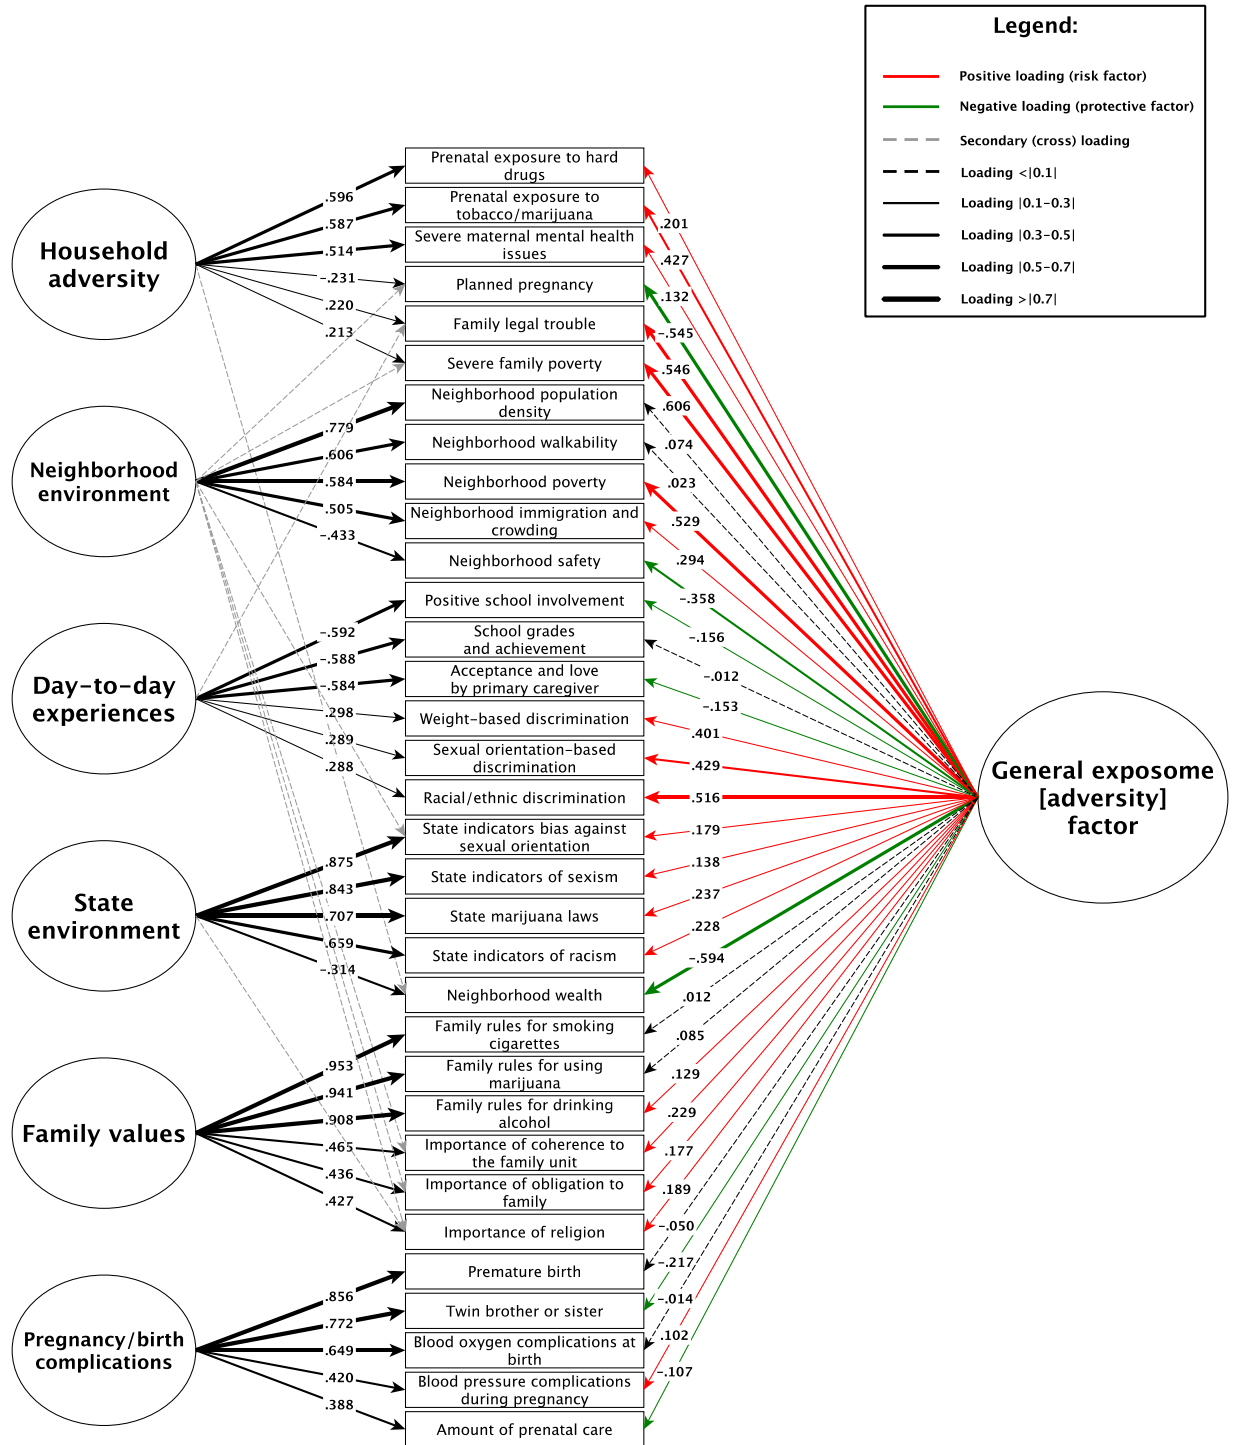 Legend:
Positive loading (risk factor)
Negative loading (protective factor)
Secondary (cross) loading
Loading <|0.1|
Loading |0.1-0.3|
Loading |0.3-0.5|
Loading |0.5-0.7|
Loading >|0.7|
Household
adversity
.596
.587
.514
-.231
.220
.213
Neighborhood
environment
.779
.606
.584
.505
-.433
Day-to-day
experiences
-.592
-.588
-.584
.298
.289
.288
State
environment
.875
.843
.707
.659
-.314
Family values
.953
.941
.908
.465
.436
.427
Pregnancy/birth
complications
.856
.772
.649
.420
.388
Prenatal exposure to hard
drugs
Prenatal exposure to
tobacco/marijuana
Severe maternal mental health
issues
Planned pregnancy
Family legal trouble
Severe family poverty
Neighborhood population
density
Neighborhood walkability
Neighborhood poverty
Neighborhood immigration and
crowding
Neighborhood safety
Positive school involvement
School grades
and achievement
Acceptance and love
by primary caregiver
Weight-based discrimination
Sexual orientation-based
discrimination
Racial/ethnic discrimination
State indicators bias against
sexual orientation
State indicators of sexism
State marijuana laws
State indicators of racism
Neighborhood wealth
Family rules for smoking
cigarettes
Family rules for using
marijuana
Family rules for drinking
alcohol
Importance of coherence to
the family unit
Importance of obligation to
family
Importance of religion
Premature birth
Twin brother or sister
Blood oxygen complications at
birth
Blood pressure complications
during pregnancy
Amount of prenatal care
.201
.427
.132
-.545
.546
.606
.074
.023
.529
.294
-.358
-.156
-.012
-.153
.401
.429
.516
.179
.138
.237
.228
-.594
.012
.085
.129
.229
.177
.189
-.050
-.217
-.014
.102
-.107
General exposome
[adversity]
factor